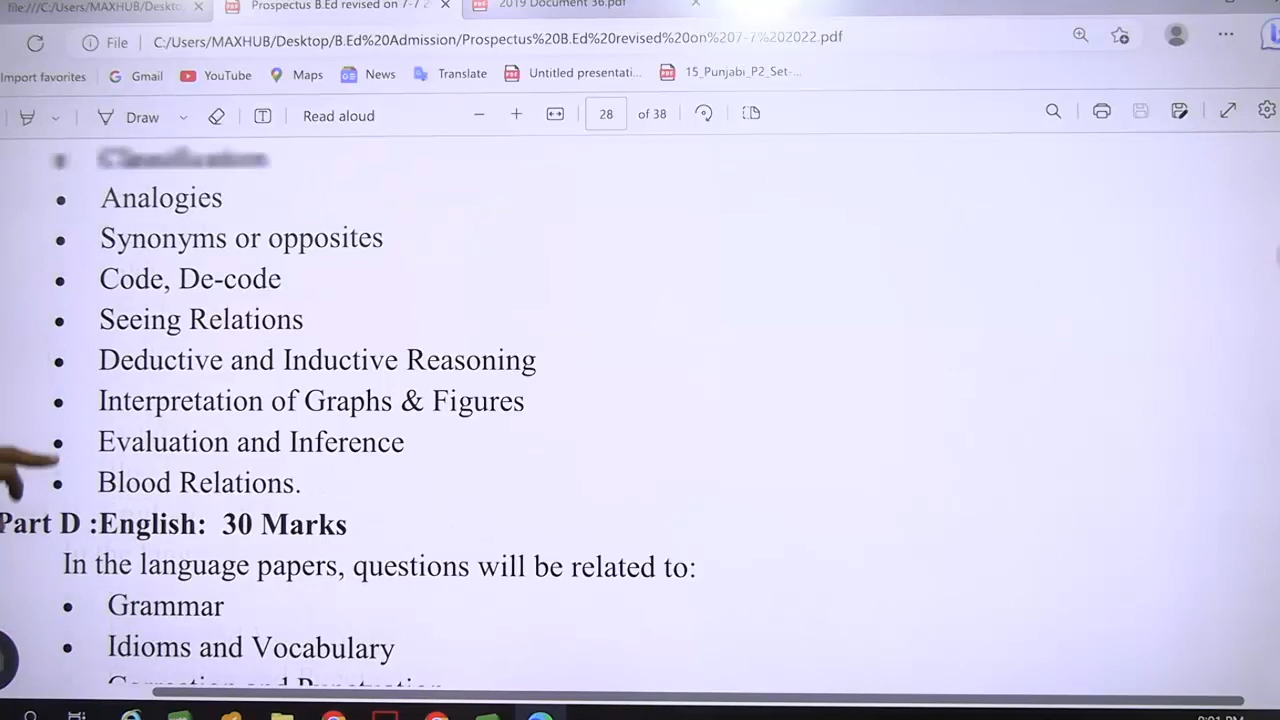 file:///C:/Users/MAXHUB/Deskto
Prospectus B.Ed revised on 7-7 2
2019 Document 36.pdf
File
C:/Users/MAXHUB/Desktop/B.Ed%20Admission/Prospectus%20B.Ed%20revised%20on%207-7%202022.pdf
Import favorites Gmail YouTube Maps News Translate Untitled presentati... 15_Punjabi_P2_Set-...
Draw Read aloud 28 of 38
• Analogies
• Synonyms or opposites
• Code, De-code
• Seeing Relations
• Deductive and Inductive Reasoning
• Interpretation of Graphs & Figures
• Evaluation and Inference
• Blood Relations.
Part D :English: 30 Marks
In the language papers, questions will be related to:
• Grammar
• Idioms and Vocabulary